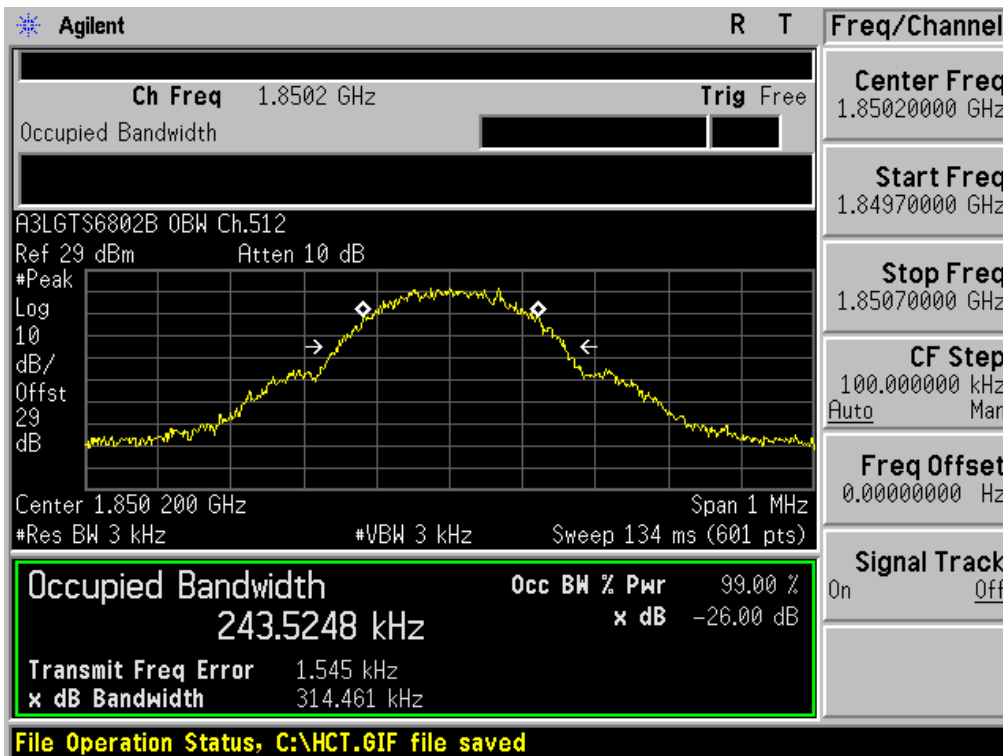 Agilent R T
Ch Freq 1.8502 GHz Trig Free
Occupied Bandwidth
A3LGTS6802B OBW Ch.512
Ref 29 dBm Atten 10 dB
#Peak
Log
10
dB/
Offst
29
dB
Center 1.850 200 GHz Span 1 MHz
#Res BW 3 kHz #VBW 3 kHz Sweep 134 ms (601 pts)
Occupied Bandwidth Occ BW % Pwr 99.00 %
243.5248 kHz x dB -26.00 dB
Transmit Freq Error 1.545 kHz
x dB Bandwidth 314.461 kHz
File Operation Status, C:\HCT.GIF file saved
Freq/Channel
Center Freq
1.85020000 GHz
Start Freq
1.84970000 GHz
Stop Freq
1.85070000 GHz
CF Step
100.000000 kHz
Auto Man
Freq Offset
0.00000000 Hz
Signal Track
On Off